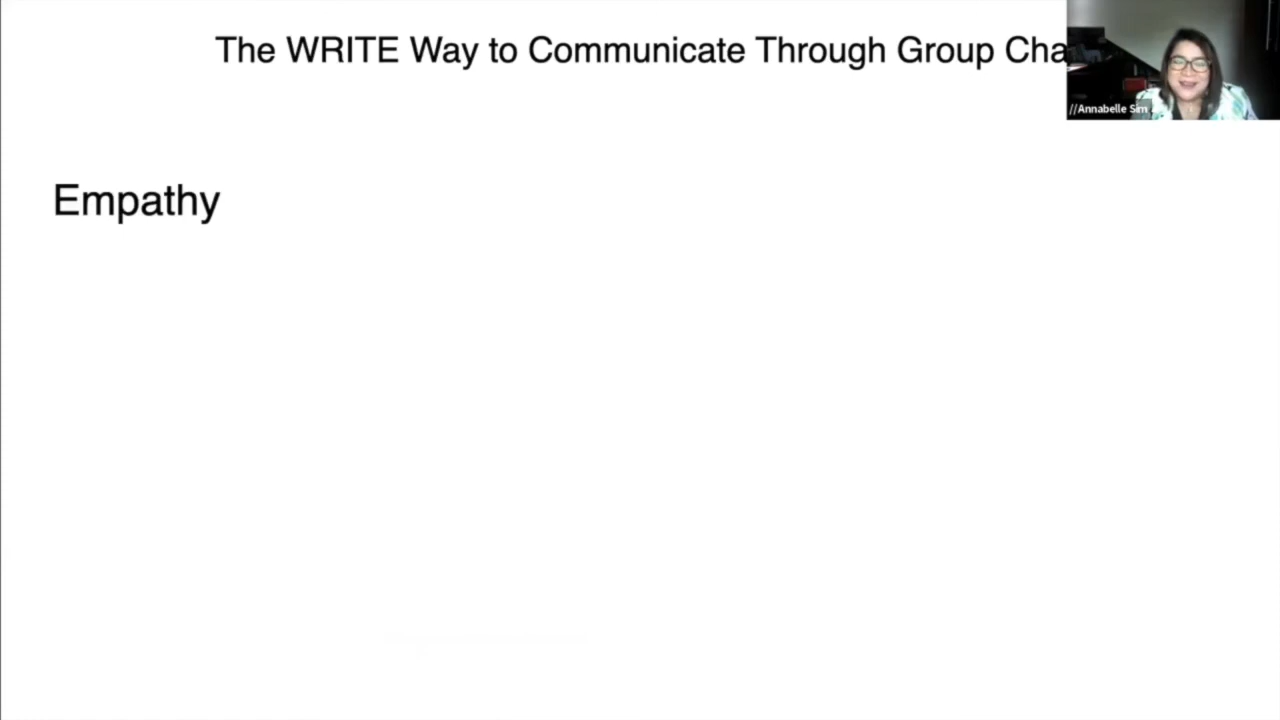 The WRITE Way to Communicate Through Group Cha
//Annabelle Sim
Empathy